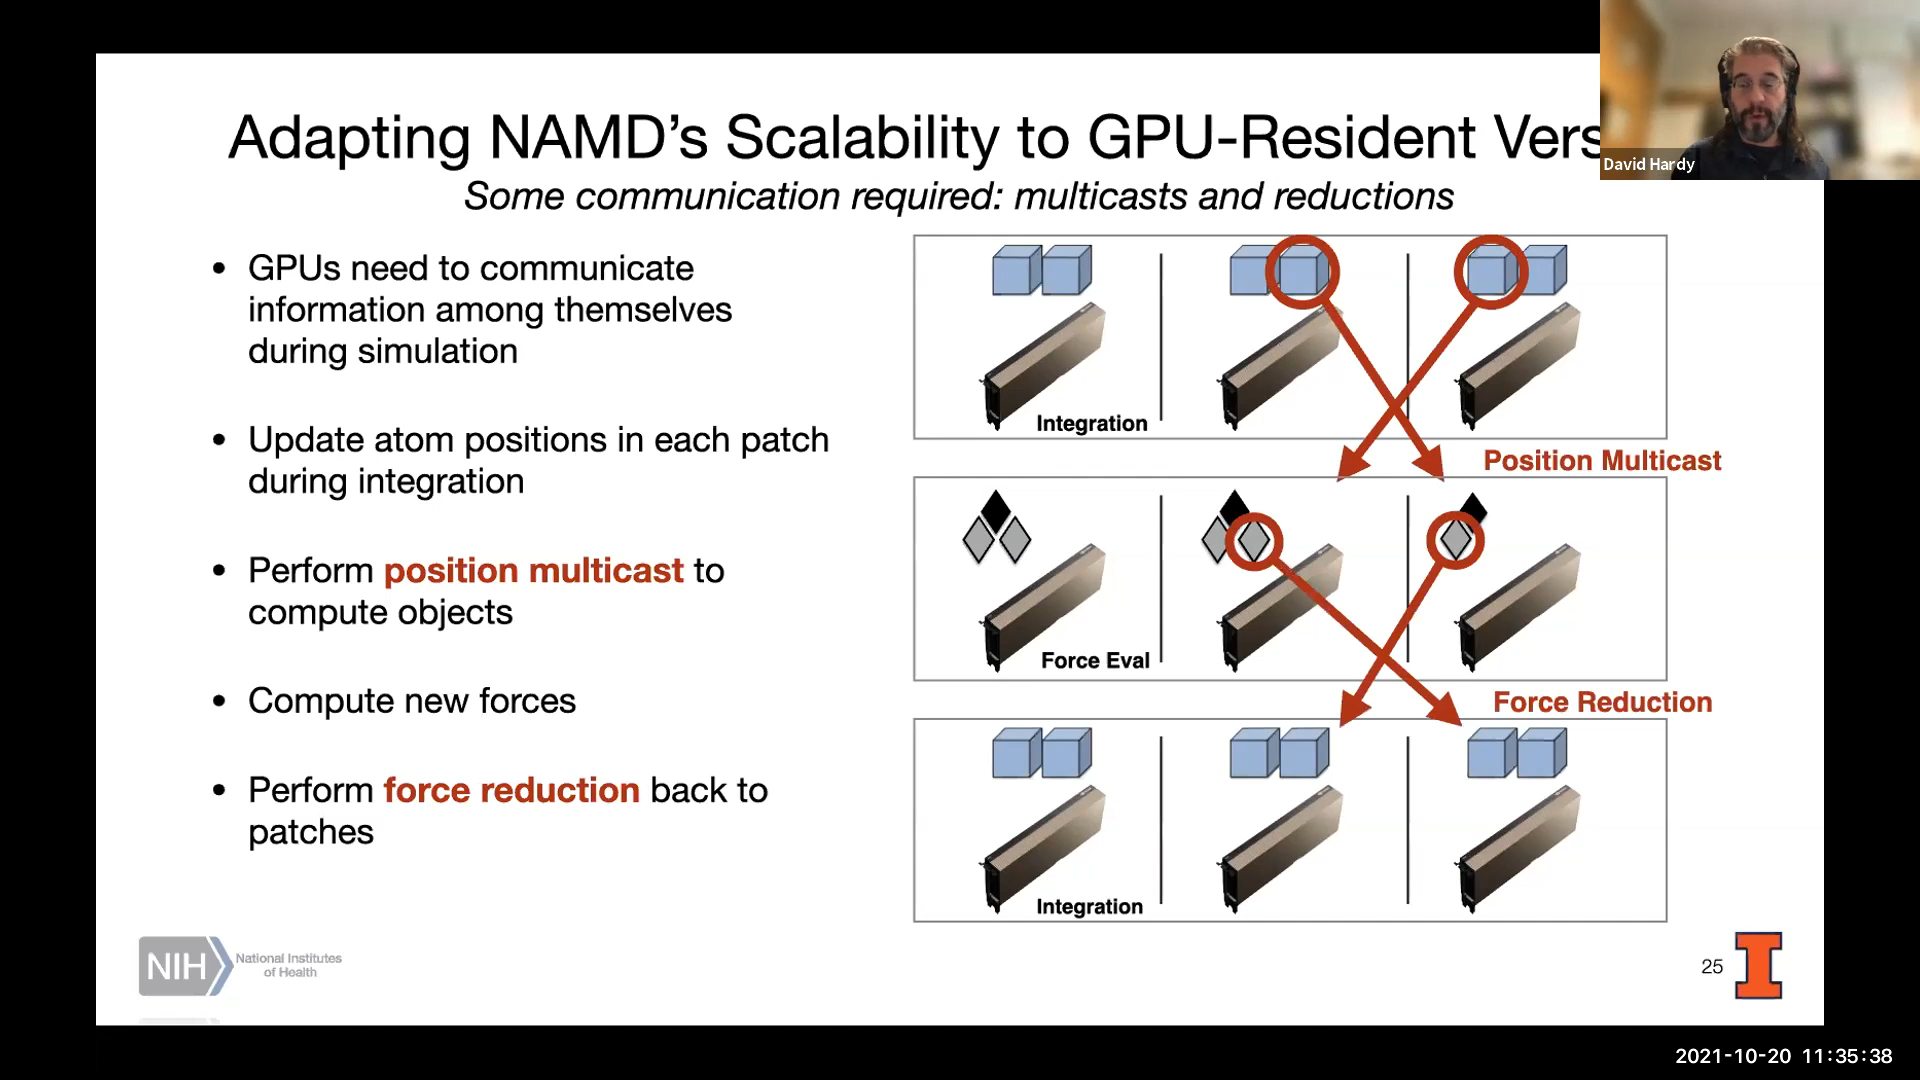 Adapting NAMD's Scalability to GPU-Resident Vers
David Hardy
Some communication required: multicasts and reductions
• GPUs need to communicate
information among themselves
during simulation
• Update atom positions in each patch
during integration
• Perform position multicast to
compute objects
• Compute new forces
• Perform force reduction back to
patches
Integration
Position Multicast
Force Eval
Force Reduction
Integration
NIH
National Institutes
of Health
25
I
2021-10-20 11:35:38